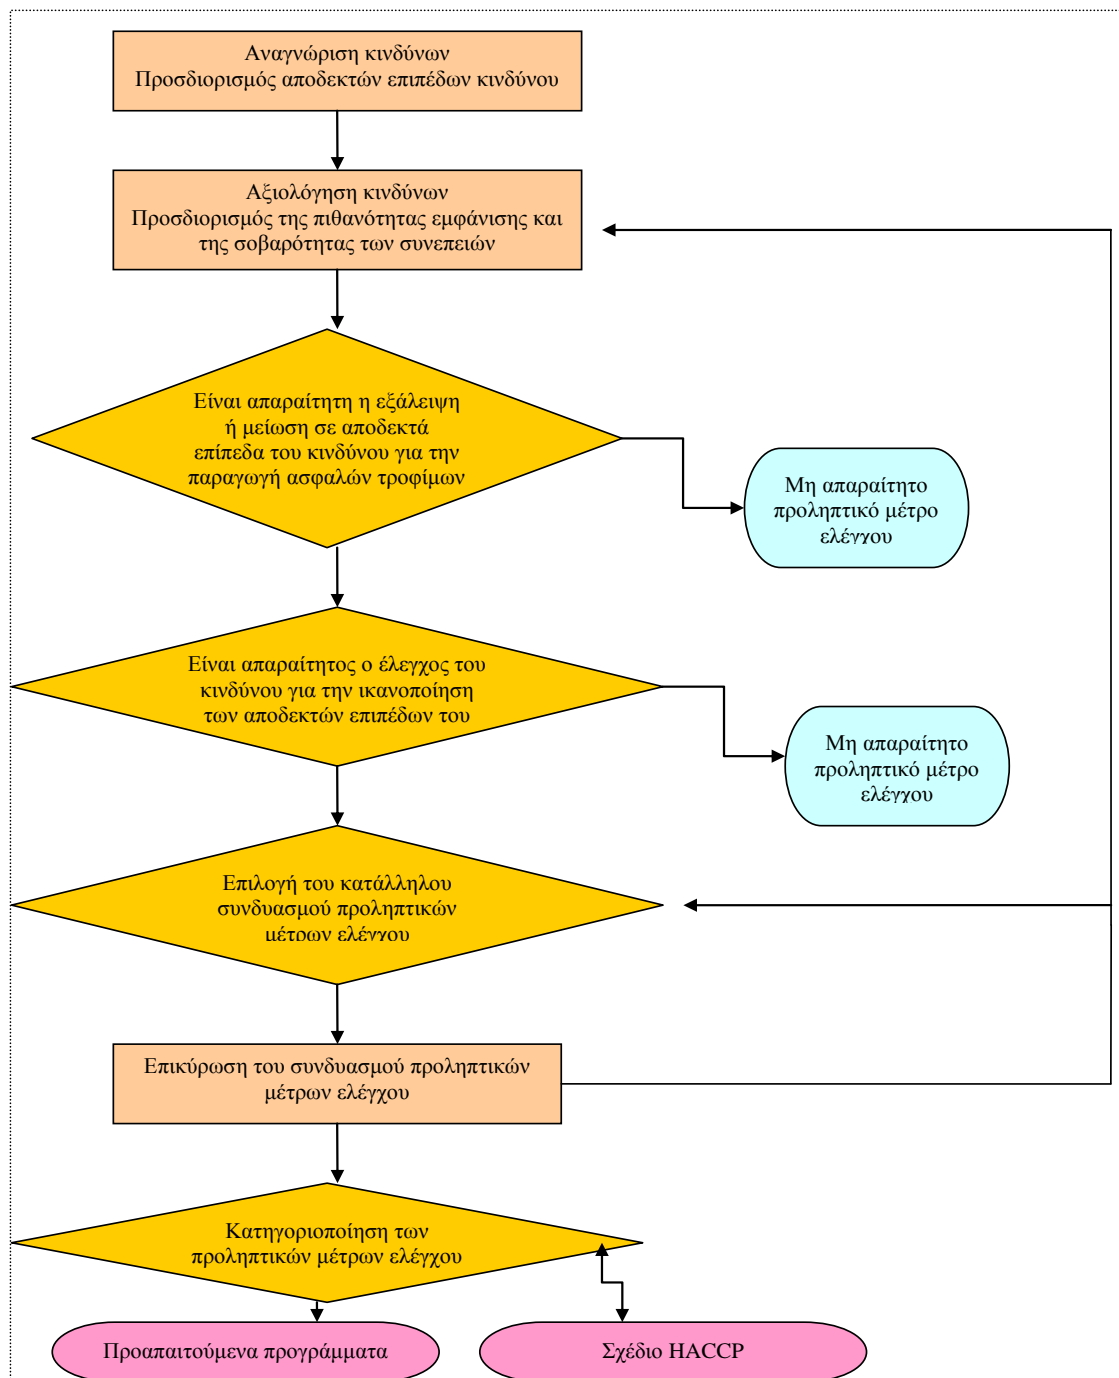 Αναγνώριση κινδύνων
Προσδιορισμός αποδεκτών επιπέδων κινδύνου
Αξιολόγηση κινδύνων
Προσδιορισμός της πιθανότητας εμφάνισης και
της σοβαρότητας των συνεπειών
Είναι απαραίτητη η εξάλειψη
ή μείωση σε αποδεκτά
επίπεδα του κινδύνου για την
παραγωγή ασφαλών τροφίμων
Μη απαραίτητο
προληπτικό μέτρο
ελέγχου
Είναι απαραίτητος ο έλεγχος του
κινδύνου για την ικανοποίηση
των αποδεκτών επιπέδων του
Μη απαραίτητο
προληπτικό μέτρο
ελέγχου
Επιλογή του κατάλληλου
συνδυασμού προληπτικών
μέτρων ελέγχου
Επικύρωση του συνδυασμού προληπτικών
μέτρων ελέγχου
Κατηγοριοποίηση των
προληπτικών μέτρων ελέγχου
Προαπαιτούμενα προγράμματα
Σχέδιο HACCP